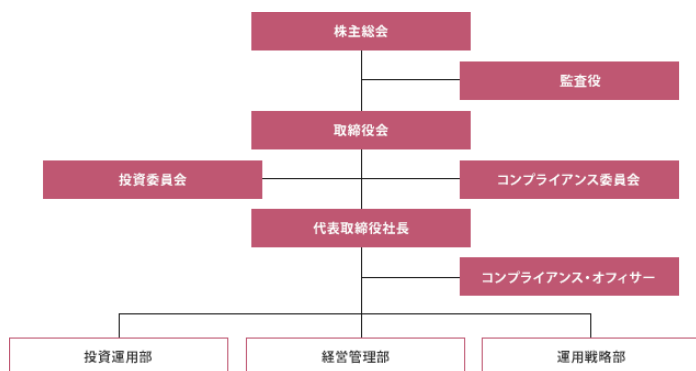 株主総会
監査役
取締役会
投資委員会
コンプライアンス委員会
代表取締役社長
コンプライアンス・オフィサー
投資運用部
経営管理部
運用戦略部